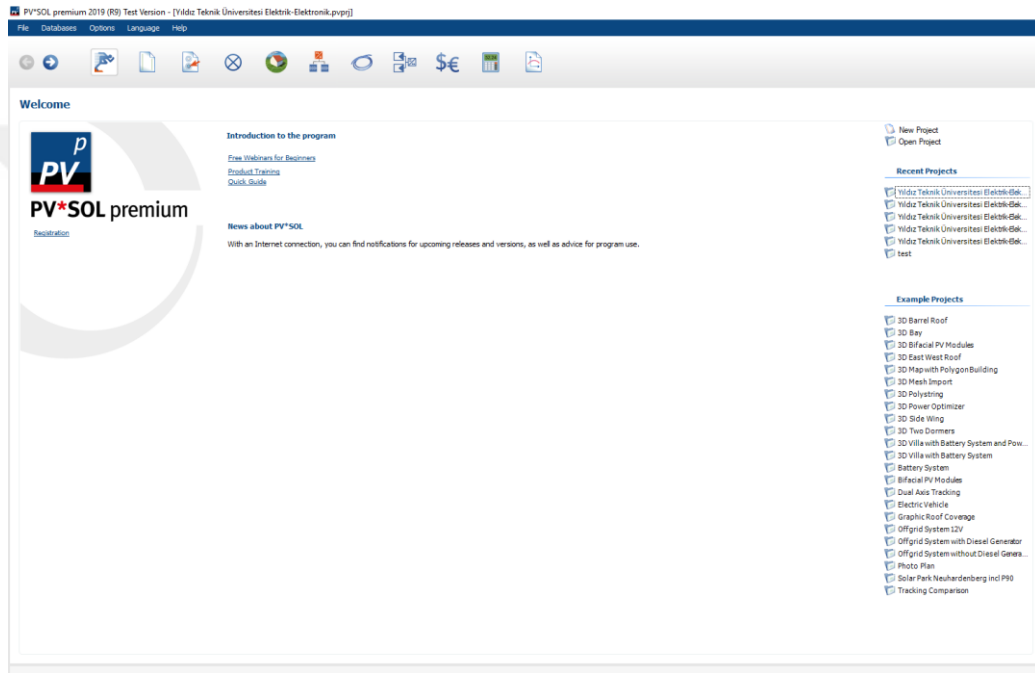 PV*SOL premium 2019 (R9) Test Version - [Yıldız Teknik Üniversitesi Elektrik-Elektronik.pvprj]
File Databases Options Language Help
$€
Welcome
p
PV
PV*SOL premium
Registration
Introduction to the program
Free Webinars for Beginners
Product Training
Quick Guide
News about PV*SOL
With an Internet connection, you can find notifications for upcoming releases and versions, as well as advice for program use.
New Project
Open Project
Recent Projects
Yıldız Teknik Üniversitesi Elektrik-Elek...
Yıldız Teknik Üniversitesi Elektrik-Elek...
Yıldız Teknik Üniversitesi Elektrik-Elek...
Yıldız Teknik Üniversitesi Elektrik-Elek...
Yıldız Teknik Üniversitesi Elektrik-Elek...
test
Example Projects
3D Barrel Roof
3D Bay
3D Bifacial PV Modules
3D East West Roof
3D Map with Polygon Building
3D Mesh Import
3D Polystring
3D Power Optimizer
3D Side Wing
3D Two Dormers
3D Villa with Battery System and Pow...
3D Villa with Battery System
Battery System
Bifacial PV Modules
Dual Axis Tracking
Electric Vehicle
Graphic Roof Coverage
Offgrid System 12V
Offgrid System with Diesel Generator
Offgrid System without Diesel Genera...
Photo Plan
Solar Park Neuhardenberg incl P90
Tracking Comparison